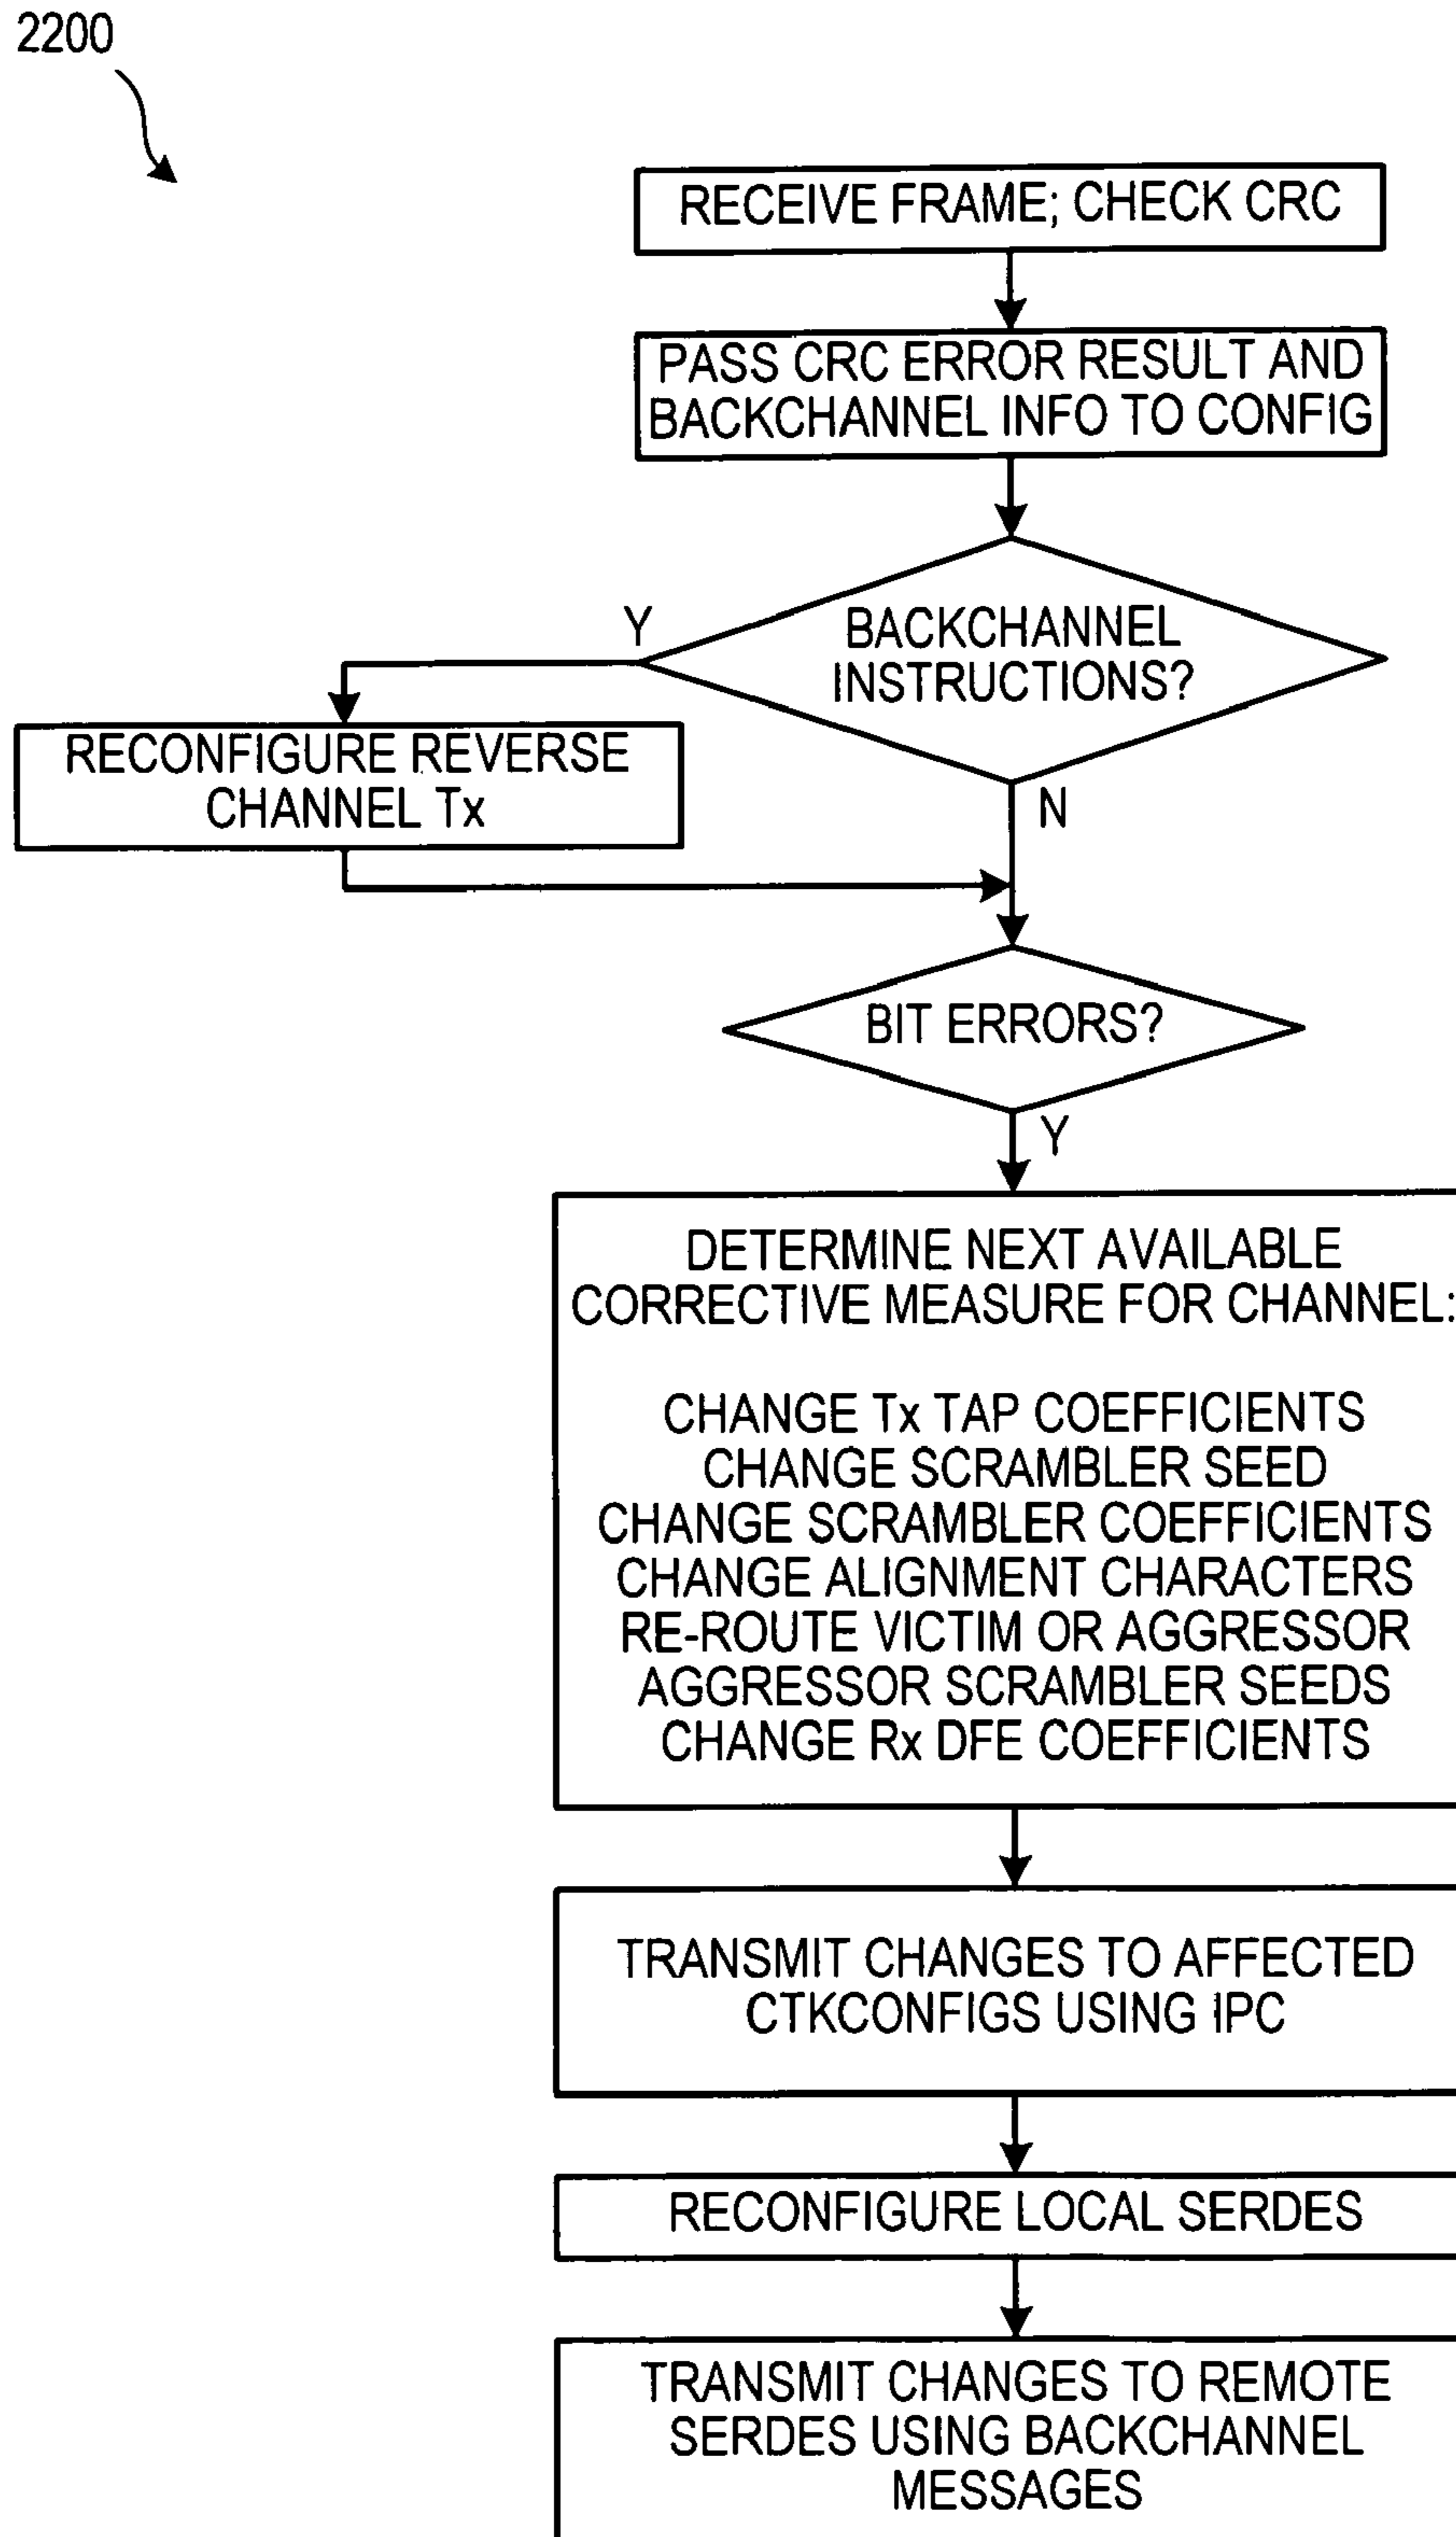 2200
RECEIVE FRAME; CHECK CRC
PASS CRC ERROR RESULT AND
BACKCHANNEL INFO TO CONFIG
BACKCHANNEL
INSTRUCTIONS?
Y
RECONFIGURE REVERSE
CHANNEL Tx
N
BIT ERRORS?
Y
DETERMINE NEXT AVAILABLE
CORRECTIVE MEASURE FOR CHANNEL:
CHANGE Tx TAP COEFFICIENTS
CHANGE SCRAMBLER SEED
CHANGE SCRAMBLER COEFFICIENTS
CHANGE ALIGNMENT CHARACTERS
RE-ROUTE VICTIM OR AGGRESSOR
AGGRESSOR SCRAMBLER SEEDS
CHANGE Rx DFE COEFFICIENTS
TRANSMIT CHANGES TO AFFECTED
CTKCONFIGS USING IPC
RECONFIGURE LOCAL SERDES
TRANSMIT CHANGES TO REMOTE
SERDES USING BACKCHANNEL
MESSAGES